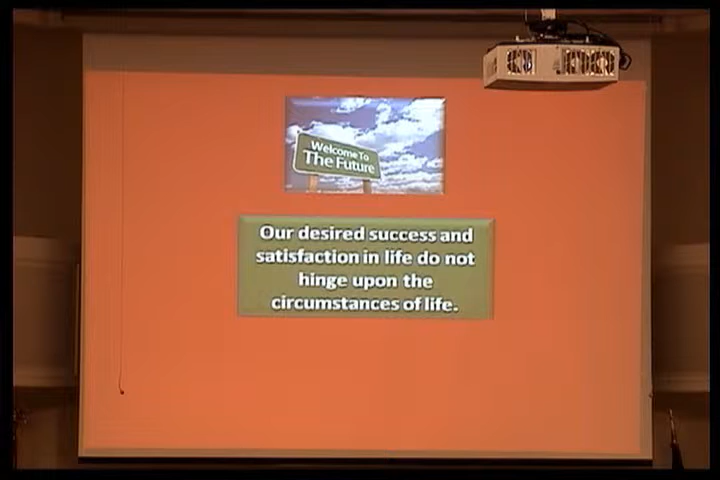 Welcome To
The Future
Our desired success and
satisfaction in life do not
hinge upon the
circumstances of life.